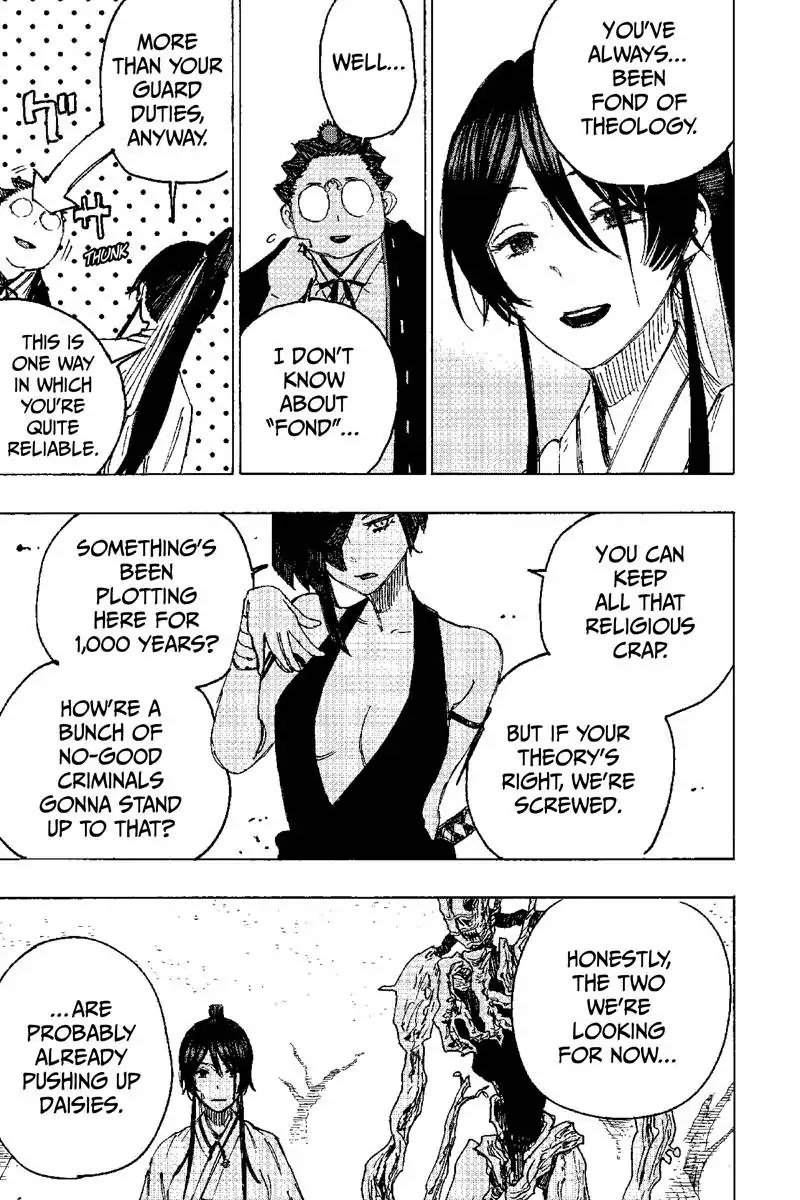 YOU'VE
ALWAYS...
BEEN
FOND OF
THEOLOGY.
WELL...
I DON'T
KNOW
ABOUT
"FOND"...
MORE
THAN YOUR
GUARD
DUTIES,
ANYWAY.
THUNK
THIS IS
ONE WAY
IN WHICH
YOU'RE
QUITE
RELIABLE.
YOU CAN
KEEP
ALL THAT
RELIGIOUS
CRAP.
BUT IF YOUR
THEORY'S
RIGHT, WE'RE
SCREWED.
SOMETHING'S
BEEN
PLOTTING
HERE FOR
1,000 YEARS?
HOW'RE A
BUNCH OF
NO-GOOD
CRIMINALS
GONNA STAND
UP TO THAT?
HONESTLY,
THE TWO
WE'RE
LOOKING
FOR NOW...
...ARE
PROBABLY
ALREADY
PUSHING UP
DAISIES.